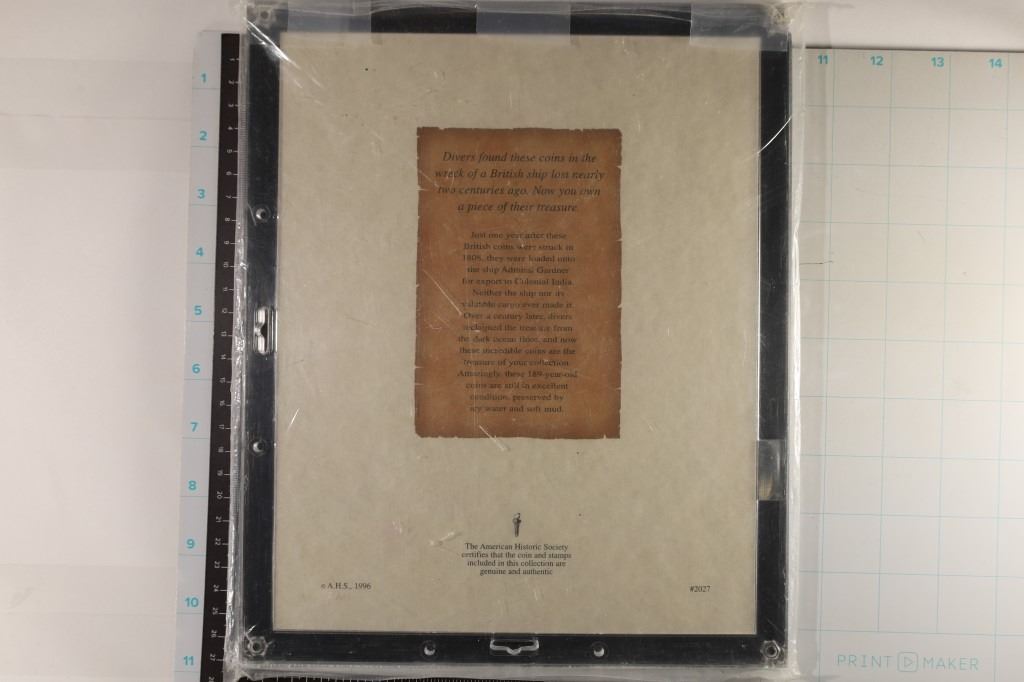 Divers found these coins in the
wreck of a British ship lost nearly
two centuries ago. Now you own
a piece of their treasure.
Just one year after these
British coins were struck in
1808, they were loaded onto
the ship Admiral Gardner
for export to Colonial India.
Neither the ship nor its
valuable cargo ever made it.
Over a century later, divers
reclaimed the treasure from
the dark ocean floor, and now
these incredible coins are the
treasure of your collection.
Amazingly, these 189-year-old
coins are still in excellent
condition, preserved by
icy water and soft mud.
The American Historic Society
certifies that the coin and stamps
included in this collection are
genuine and authentic
© A.H.S., 1996
#2027
1
2
3
4
5
6
7
8
9
10
11
11 12 13 14
PRINT MAKER